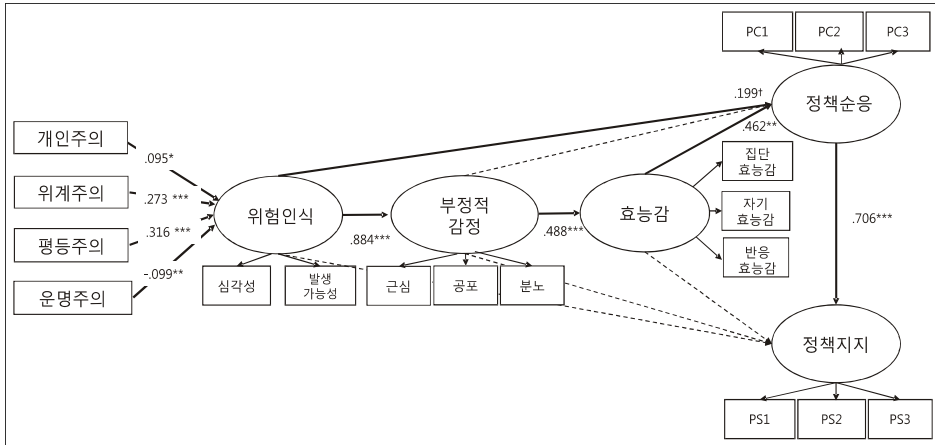 PC1
PC2
PC3
.199†
정책순응
.462**
개인주의
.095*
집단
효능감
위계주의
.273 ***
위험인식
부정적
감정
효능감
자기
효능감
.884***
.488***
.706***
평등주의
.316 ***
반응
효능감
-.099**
운명주의
심각성
발생
가능성
근심
공포
분노
정책지지
PS1
PS2
PS3